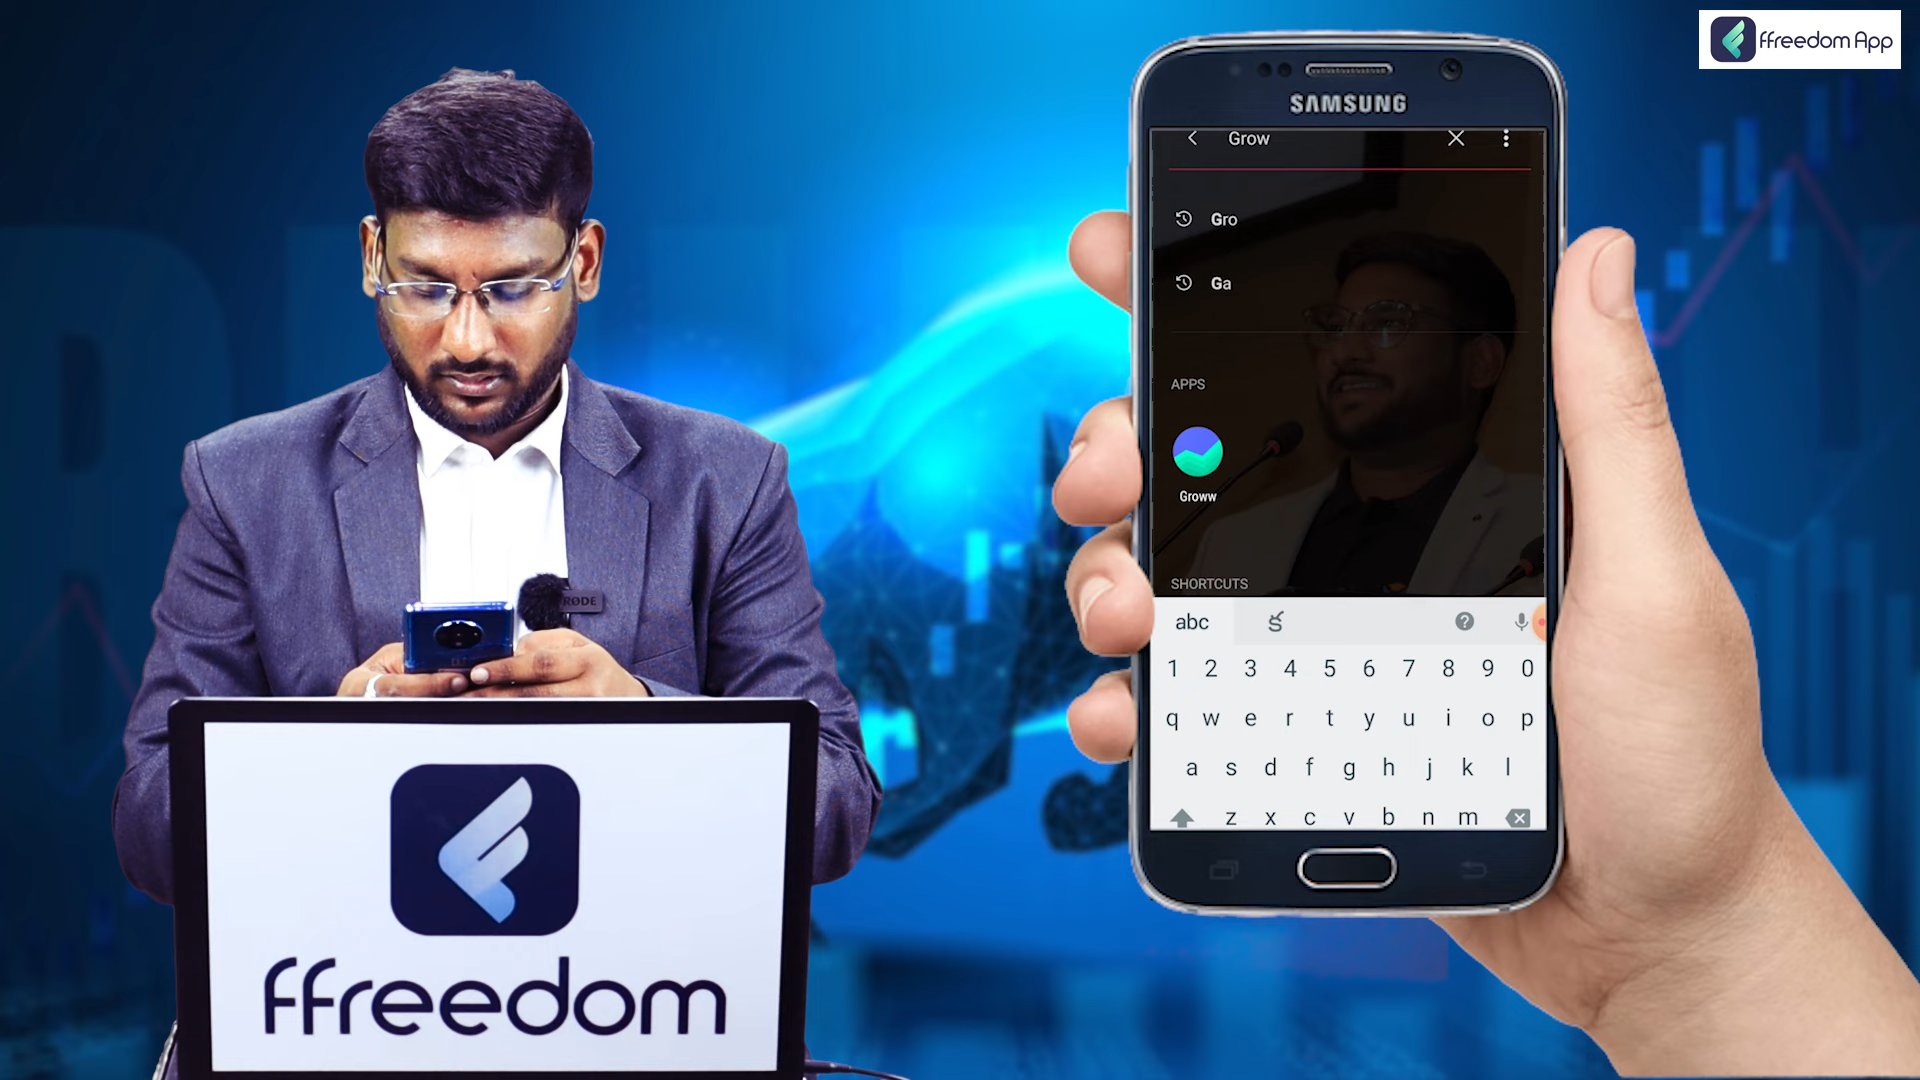 ffreedom App
SAMSUNG
Grow
Gro
Ga
APPS
Groww
SHORTCUTS
abc క
1 2 3 4 5 6 7 8 9 0
q w e r t y u i o p
a s d f g h j k l
z x c v b n m
RØDE
ffreedom